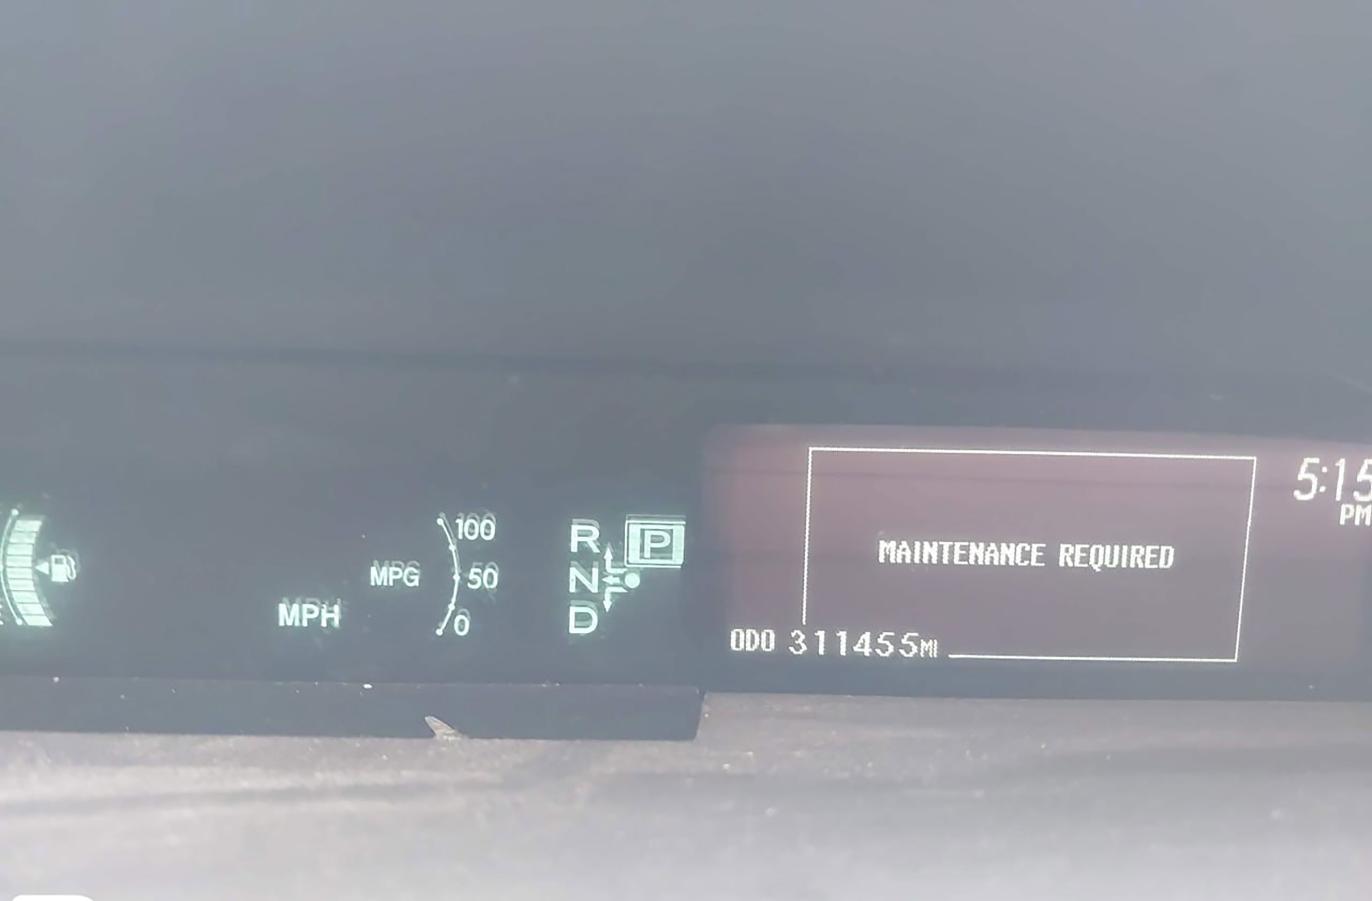 100
MPG
50
MPH
0
R
P
N
D
MAINTENANCE REQUIRED
5:15
PM
ODO 311455MI